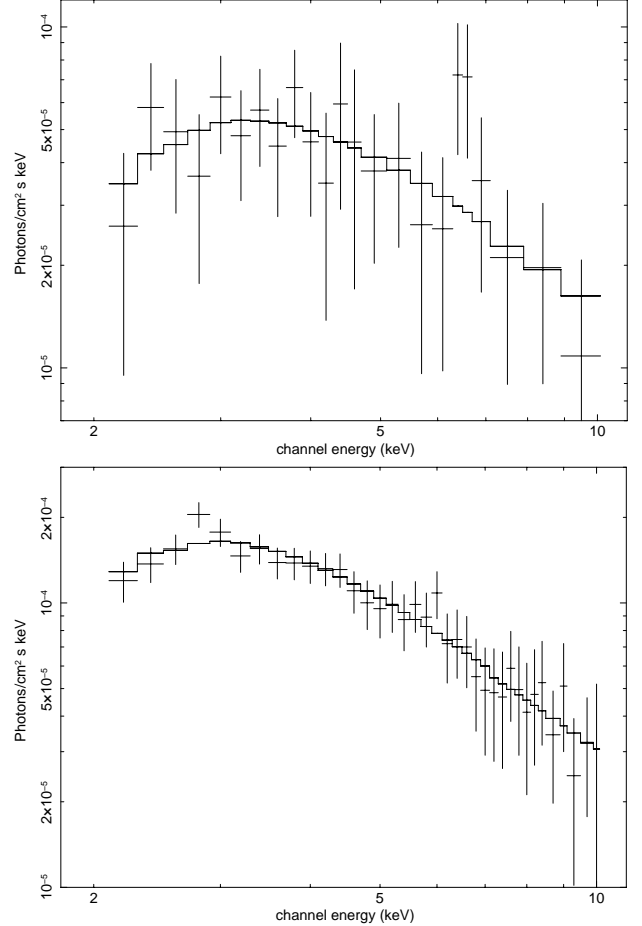 10⁻⁴
5×10⁻⁵
2×10⁻⁵
10⁻⁵
Photons/cm² s keV
2 5 10
channel energy (keV)
2×10⁻⁴
10⁻⁴
5×10⁻⁵
2×10⁻⁵
10⁻⁵
Photons/cm² s keV
2 5 10
channel energy (keV)